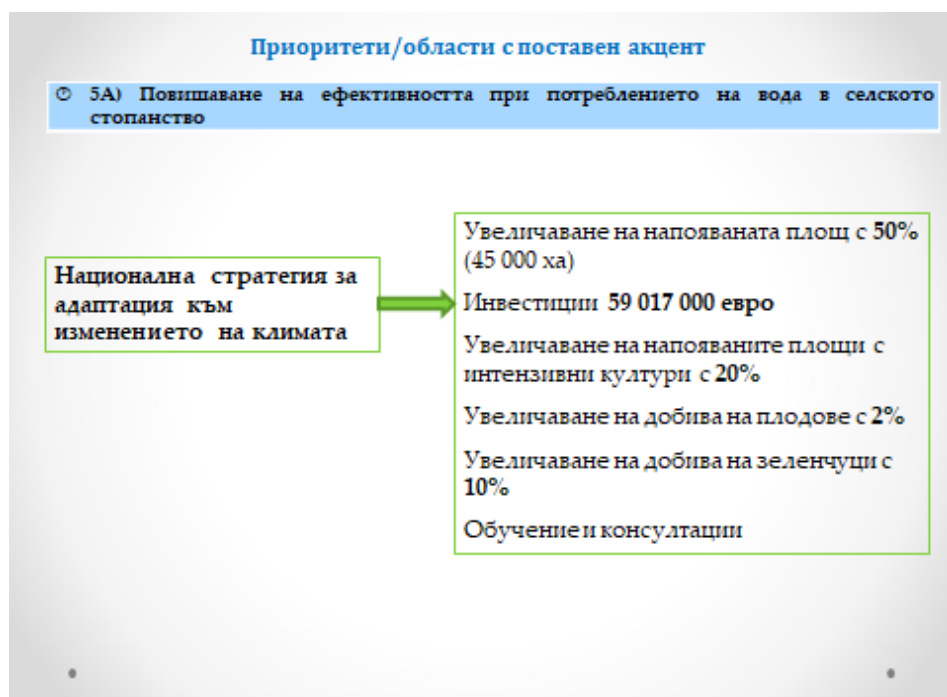 Приоритети/области с поставен акцент
5А) Повишаване на ефективността при потреблението на вода в селското
стопанство
Национална стратегия за
адаптация към
изменението на климата
Увеличаване на напояваната площ с 50%
(45 000 ха)
Инвестиции 59 017 000 евро
Увеличаване на напояваните площи с
интензивни култури с 20%
Увеличаване на добива на плодове с 2%
Увеличаване на добива на зеленчуци с
10%
Обучение и консултации